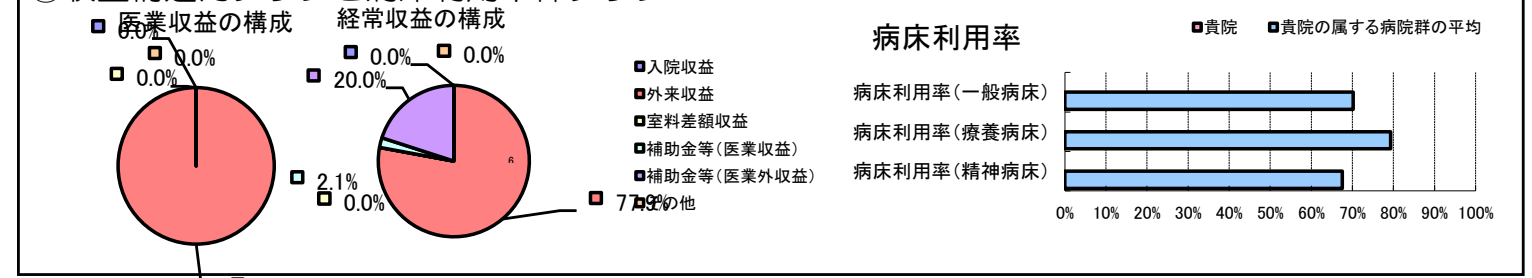 医業収益の構成
0.0%
0.0%
0.0%
経常収益の構成
0.0%
0.0%
20.0%
2.1%
0.0%
77.9%
6
入院収益
外来収益
室料差額収益
補助金等(医業収益)
補助金等(医業外収益)
その他
病床利用率
貴院
貴院の属する病院群の平均
病床利用率(一般病床)
病床利用率(療養病床)
病床利用率(精神病床)
0% 10% 20% 30% 40% 50% 60% 70% 80% 90% 100%